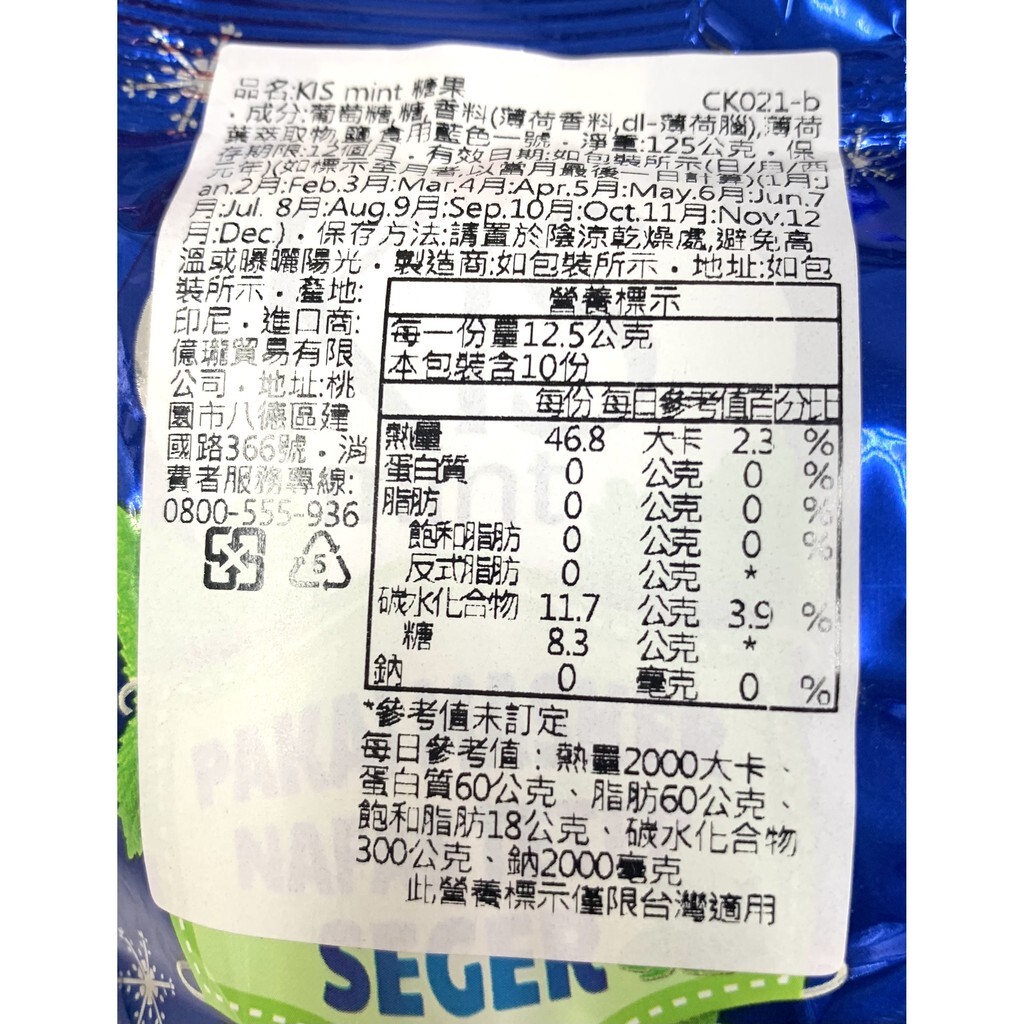 品名:KIS mint 糖果 CK021-b
．成分:葡萄糖,糖,香料(薄荷香料,dl-薄荷腦),薄荷
葉萃取物,鹽,食用藍色一號．淨重:125公克．保
存期限:12個月．有效日期:如包裝所示(日/月/西
元年)(如標示至月者,以當月最後一日計算)(1月:J
an.2月:Feb.3月:Mar.4月:Apr.5月:May.6月:Jun.7
月:Jul. 8月:Aug.9月:Sep.10月:Oct.11月:Nov.12
月:Dec.)．保存方法:請置於陰涼乾燥處,避免高
溫或曝曬陽光．製造商:如包裝所示．地址:如包
裝所示．產地:
印尼．進口商:
億瓏貿易有限
公司．地址:桃
園市八德區建
國路366號．消
費者服務專線:
0800-555-936
5
營養標示
每一份量12.5公克
本包裝含10份
每份 每日參考值百分比
熱量 46.8 大卡 2.3 %
蛋白質 0 公克 0 %
脂肪 0 公克 0 %
飽和脂肪 0 公克 0 %
反式脂肪 0 公克 *
碳水化合物 11.7 公克 3.9 %
糖 8.3 公克 *
鈉 0 毫克 0 %
*參考值未訂定
每日參考值：熱量2000大卡、
蛋白質60公克、脂肪60公克、
飽和脂肪18公克、碳水化合物
300公克、鈉2000毫克
此營養標示僅限台灣適用
SEGER